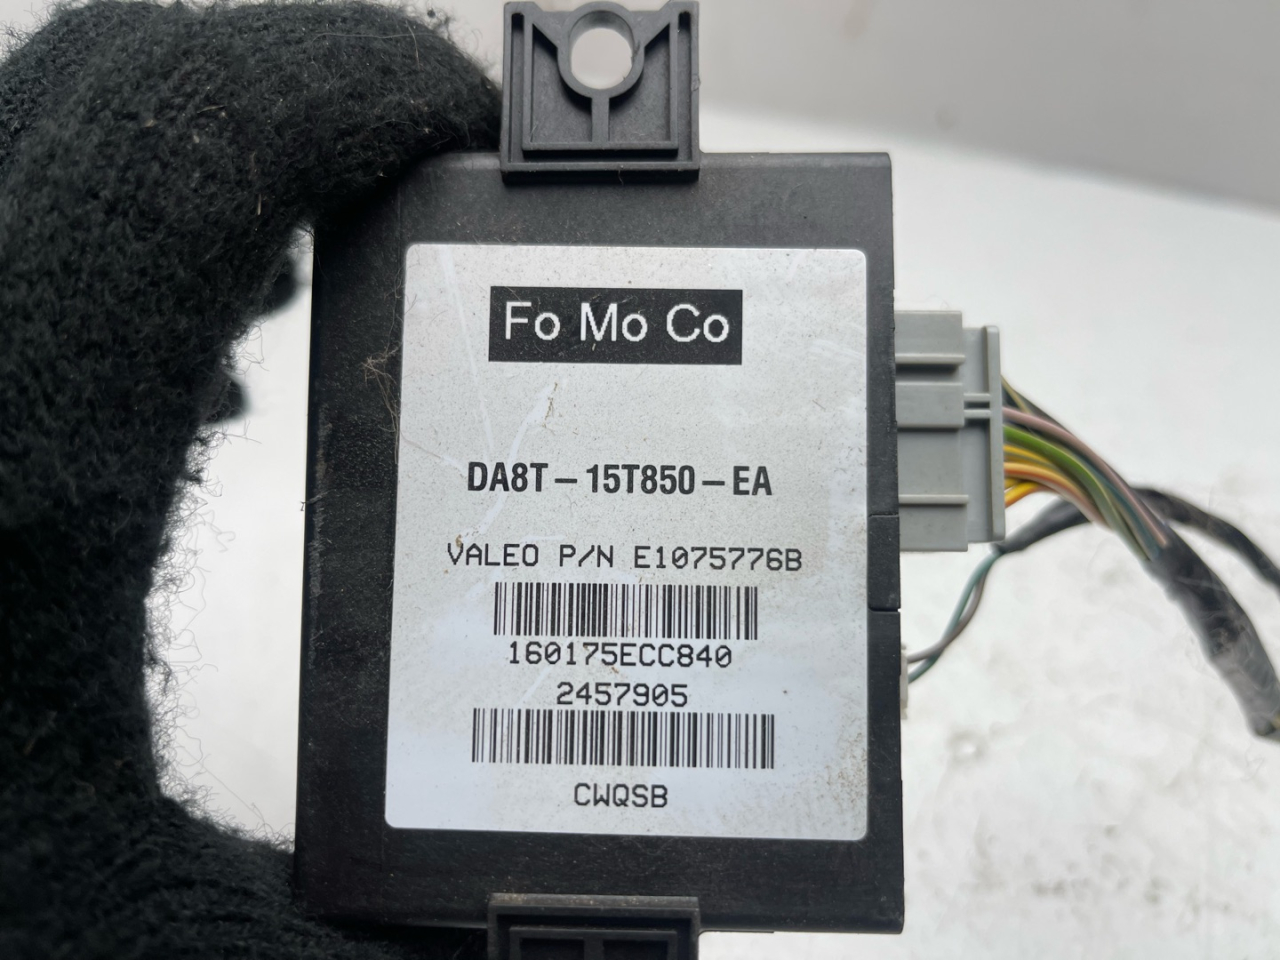 Fo Mo Co
DA8T-15T850-EA
VALEO P/N E1075776B
160175ECC840
2457905
CWQSB